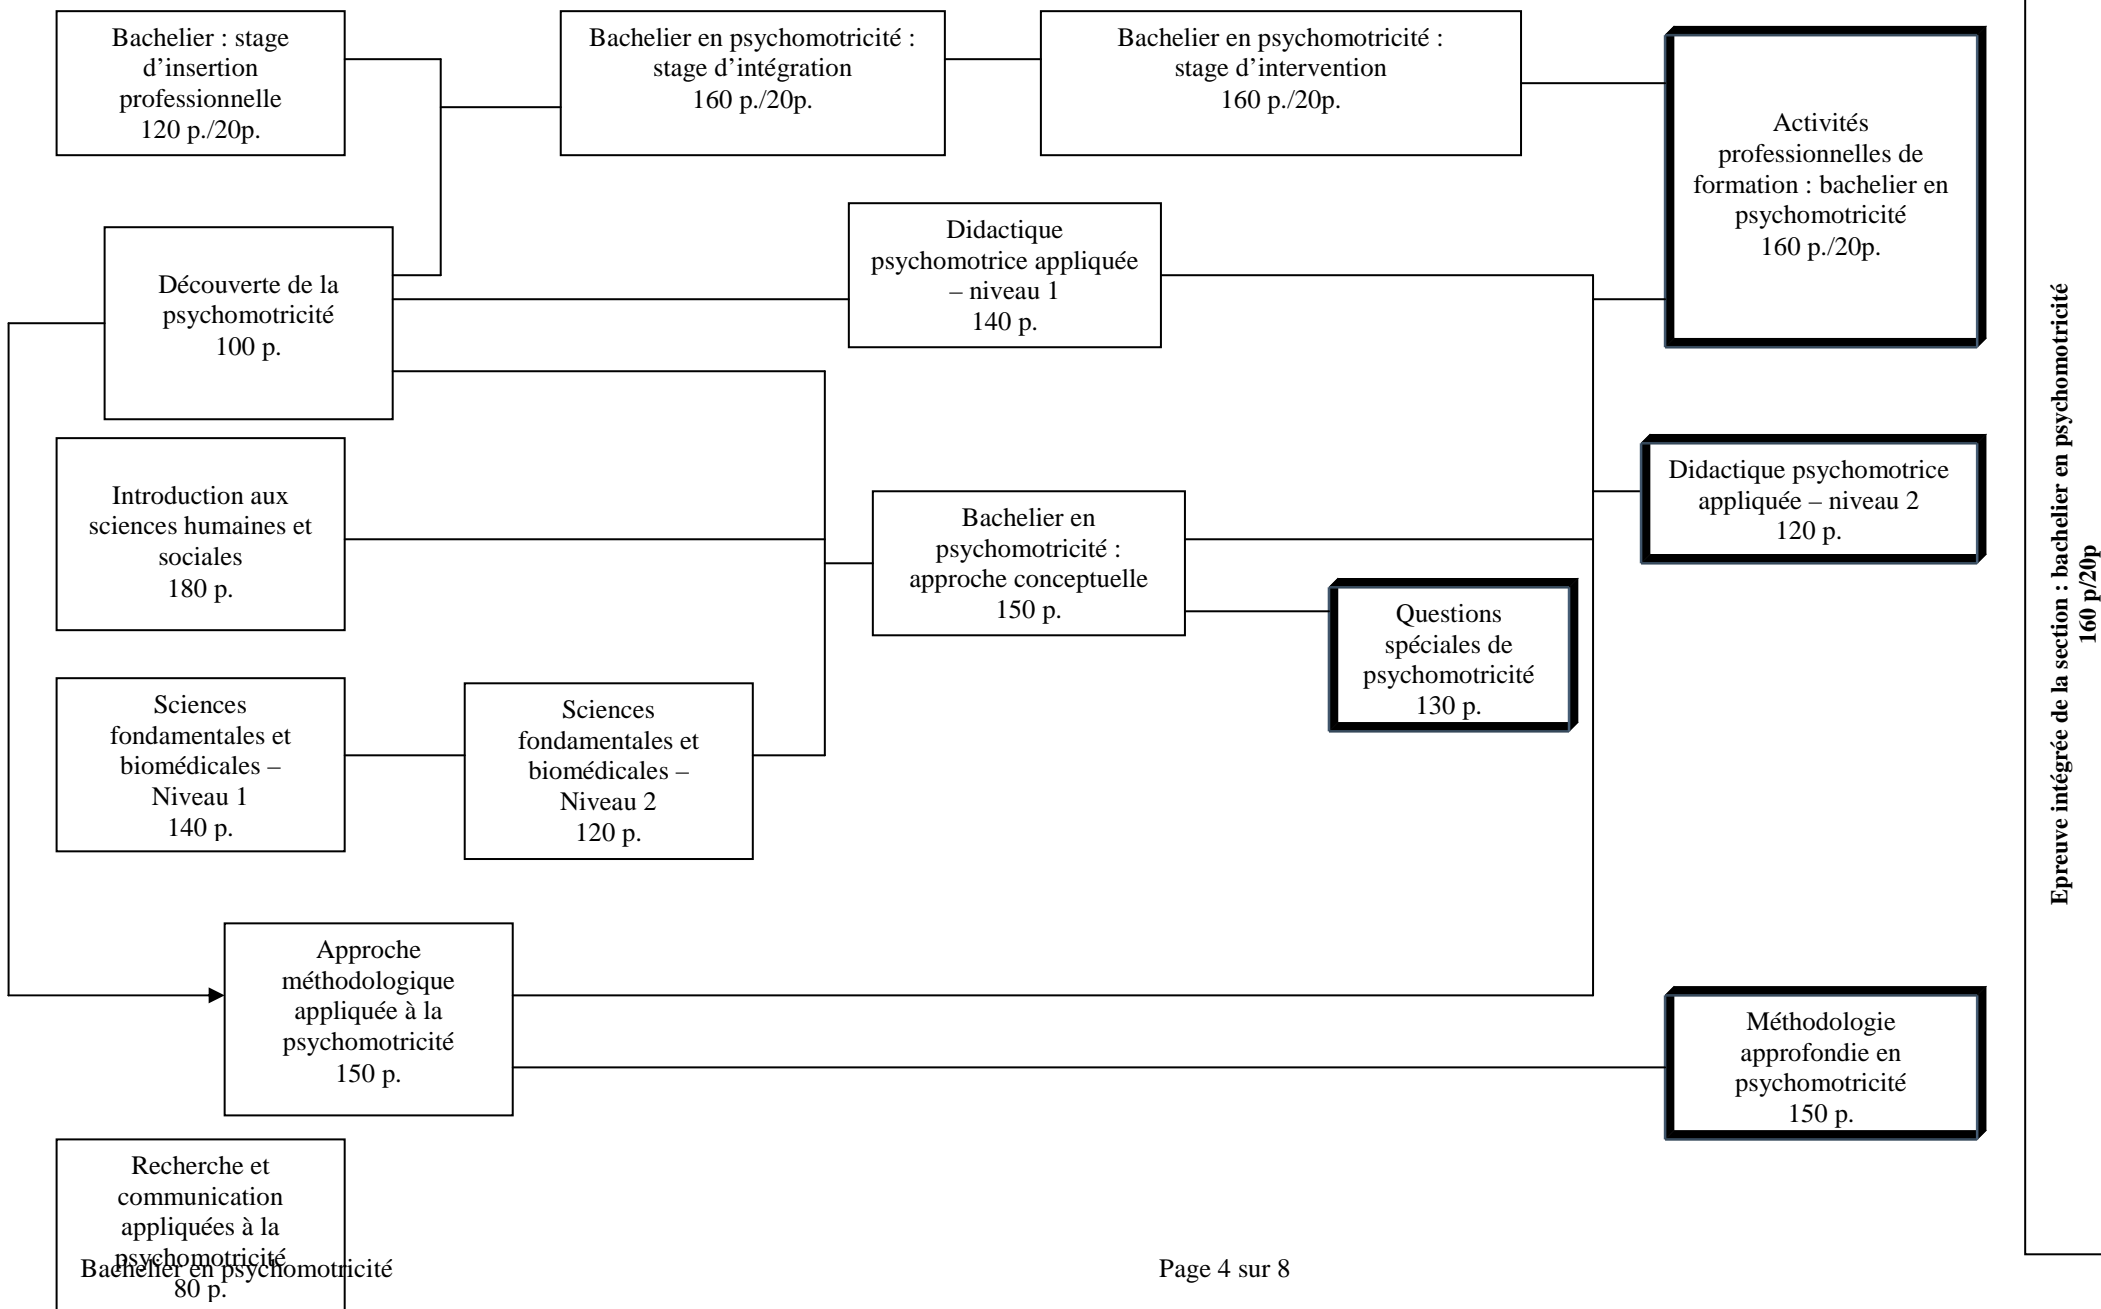 Bachelier : stage
d’insertion
professionnelle
120 p./20p.
Bachelier en psychomotricité :
stage d’intégration
160 p./20p.
Bachelier en psychomotricité :
stage d’intervention
160 p./20p.
Activités
professionnelles de
formation : bachelier en
psychomotricité
160 p./20p.
Découverte de la
psychomotricité
100 p.
Didactique
psychomotrice appliquée
– niveau 1
140 p.
Introduction aux
sciences humaines et
sociales
180 p.
Bachelier en
psychomotricité :
approche conceptuelle
150 p.
Didactique psychomotrice
appliquée – niveau 2
120 p.
Questions
spéciales de
psychomotricité
130 p.
Sciences
fondamentales et
biomédicales –
Niveau 1
140 p.
Sciences
fondamentales et
biomédicales –
Niveau 2
120 p.
Approche
méthodologique
appliquée à la
psychomotricité
150 p.
Méthodologie
approfondie en
psychomotricité
150 p.
Recherche et
communication
appliquées à la
psychomotricité
80 p.
Epreuve intégrée de la section : bachelier en psychomotricité
160 p/20p
Bachelier en psychomotricité
Page 4 sur 8